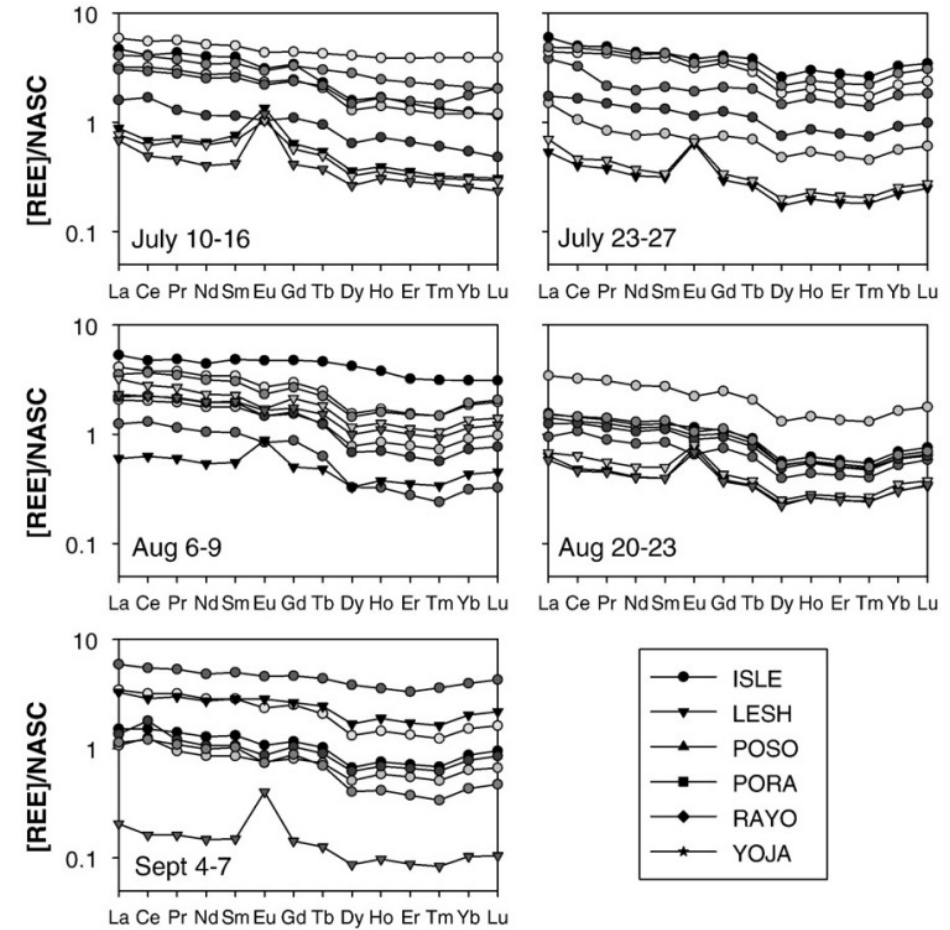 10
1
0.1
[REE]/NASC
July 10-16
La Ce Pr Nd Sm Eu Gd Tb Dy Ho Er Tm Yb Lu
July 23-27
La Ce Pr Nd Sm Eu Gd Tb Dy Ho Er Tm Yb Lu
10
1
0.1
[REE]/NASC
Aug 6-9
La Ce Pr Nd Sm Eu Gd Tb Dy Ho Er Tm Yb Lu
Aug 20-23
La Ce Pr Nd Sm Eu Gd Tb Dy Ho Er Tm Yb Lu
10
1
0.1
[REE]/NASC
Sept 4-7
La Ce Pr Nd Sm Eu Gd Tb Dy Ho Er Tm Yb Lu
ISLE
LESH
POSO
PORA
RAYO
YOJA